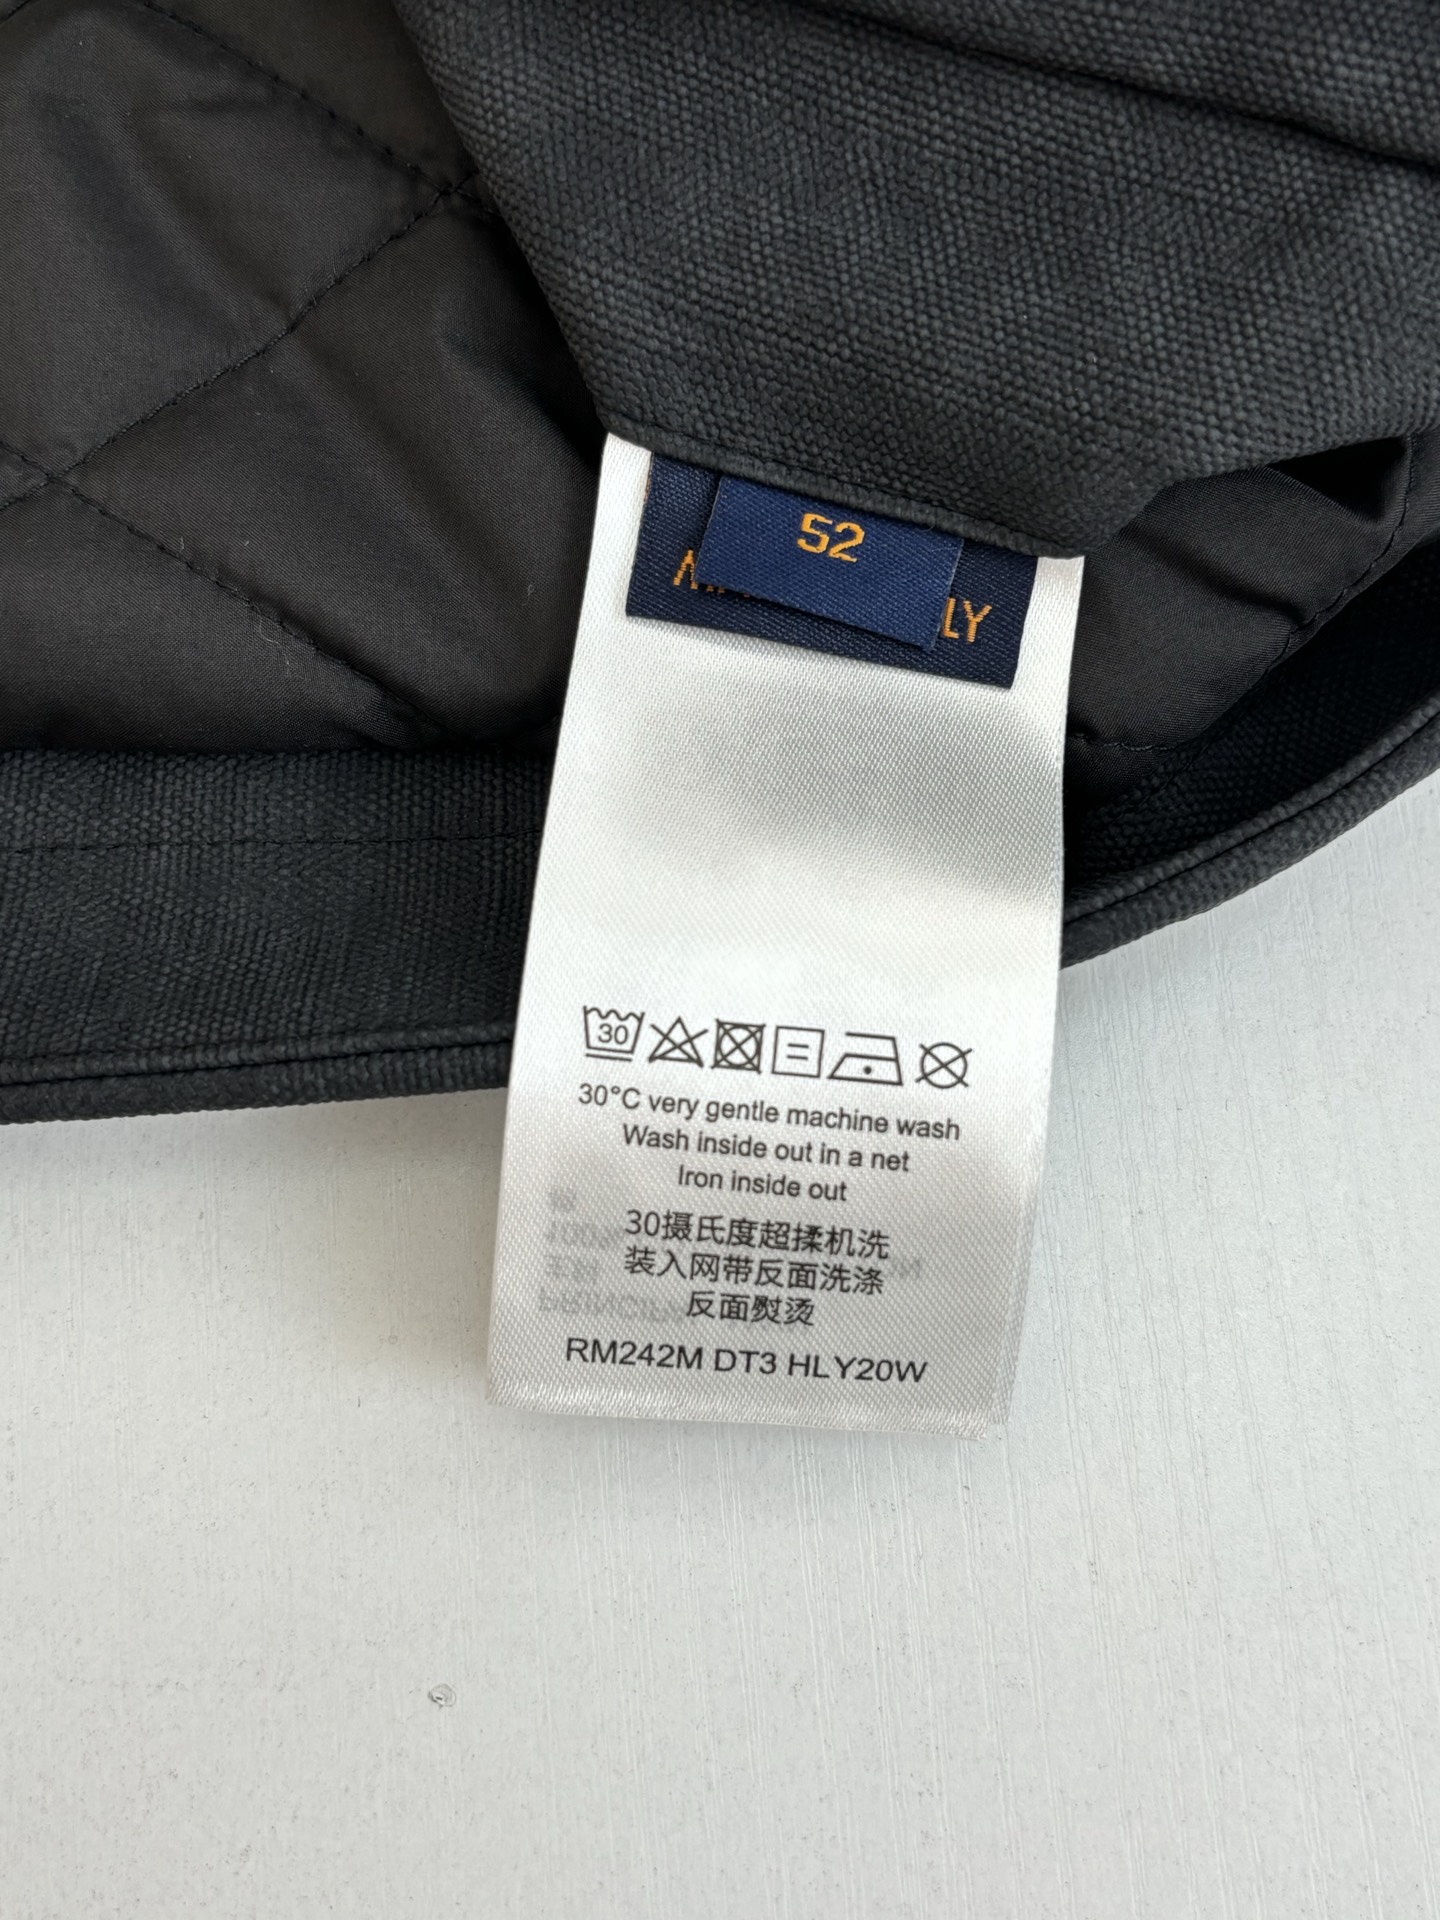 52
LY
30
30°C very gentle machine wash
Wash inside out in a net
Iron inside out
30摄氏度超揉机洗
装入网带反面洗涤
反面熨烫
RM242M DT3 HLY20W